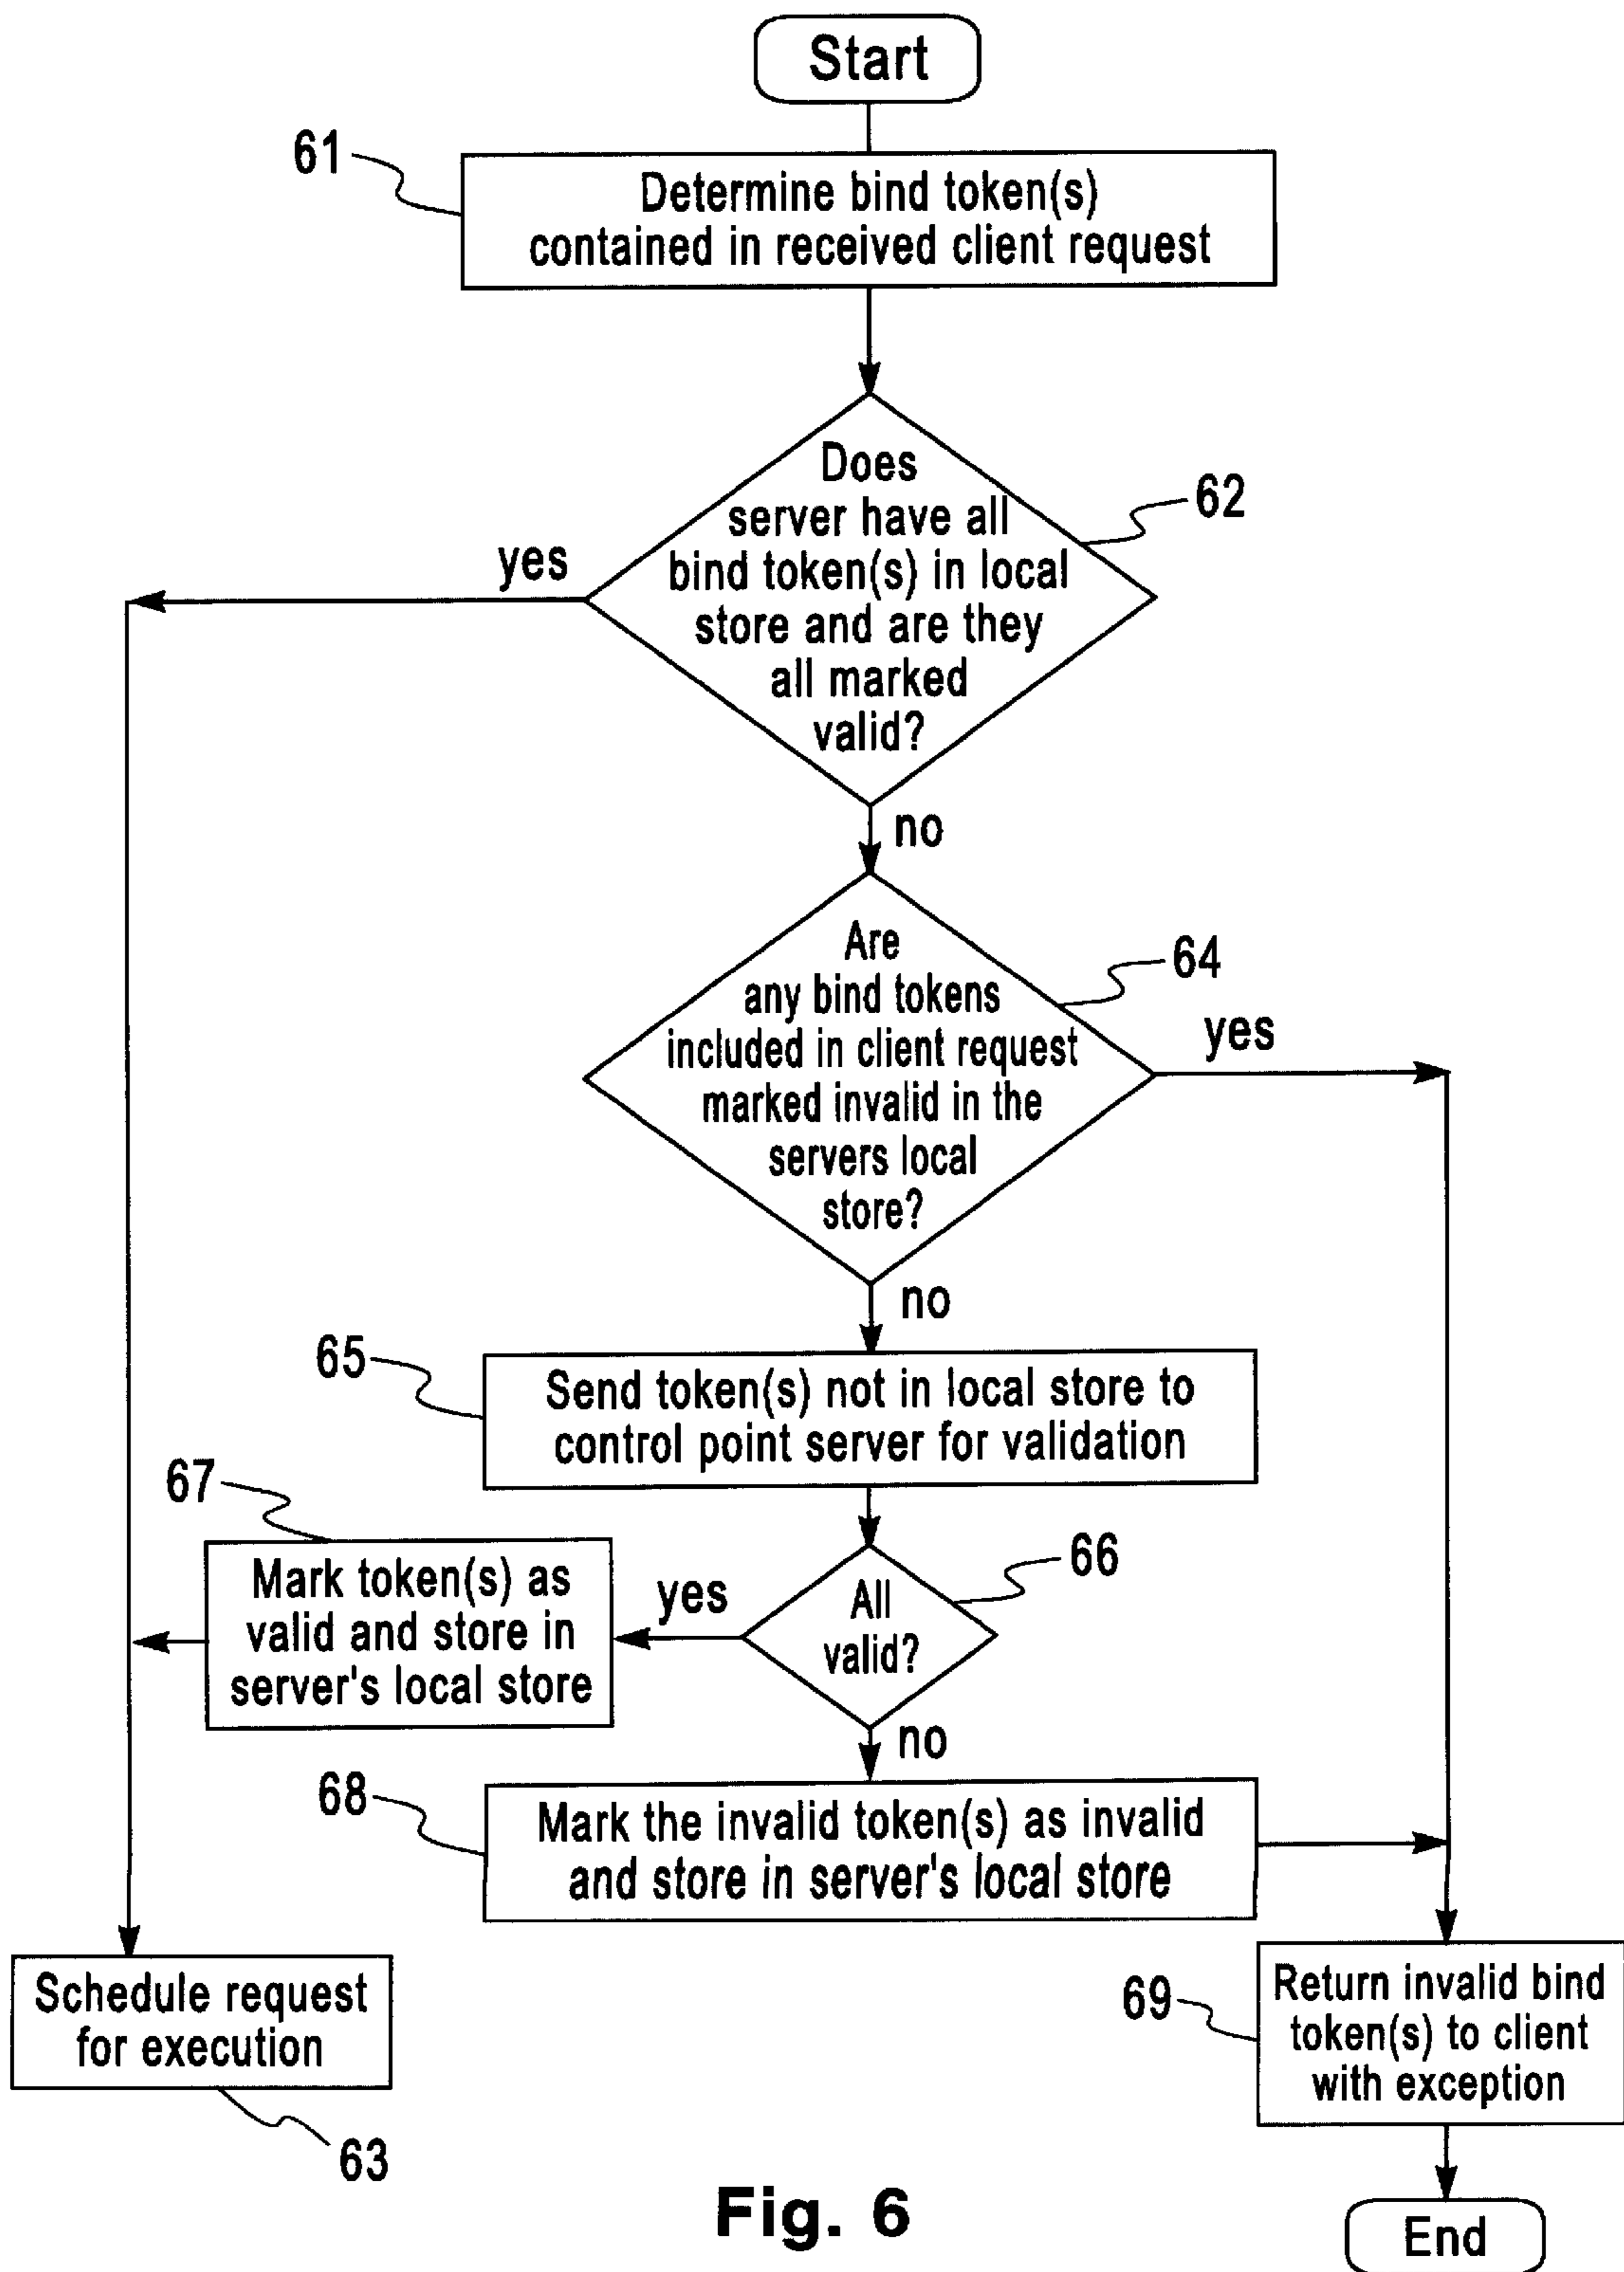 Start
61
Determine bind token(s)
contained in received client request
Does
server have all
bind token(s) in local
store and are they
all marked
valid?
62
yes
no
Are
any bind tokens
included in client request
marked invalid in the
servers local
store?
64
yes
no
65
Send token(s) not in local store to
control point server for validation
67
Mark token(s) as
valid and store in
server's local store
yes
All
valid?
66
no
68
Mark the invalid token(s) as invalid
and store in server's local store
Schedule request
for execution
63
69
Return invalid bind
token(s) to client
with exception
End
Fig. 6